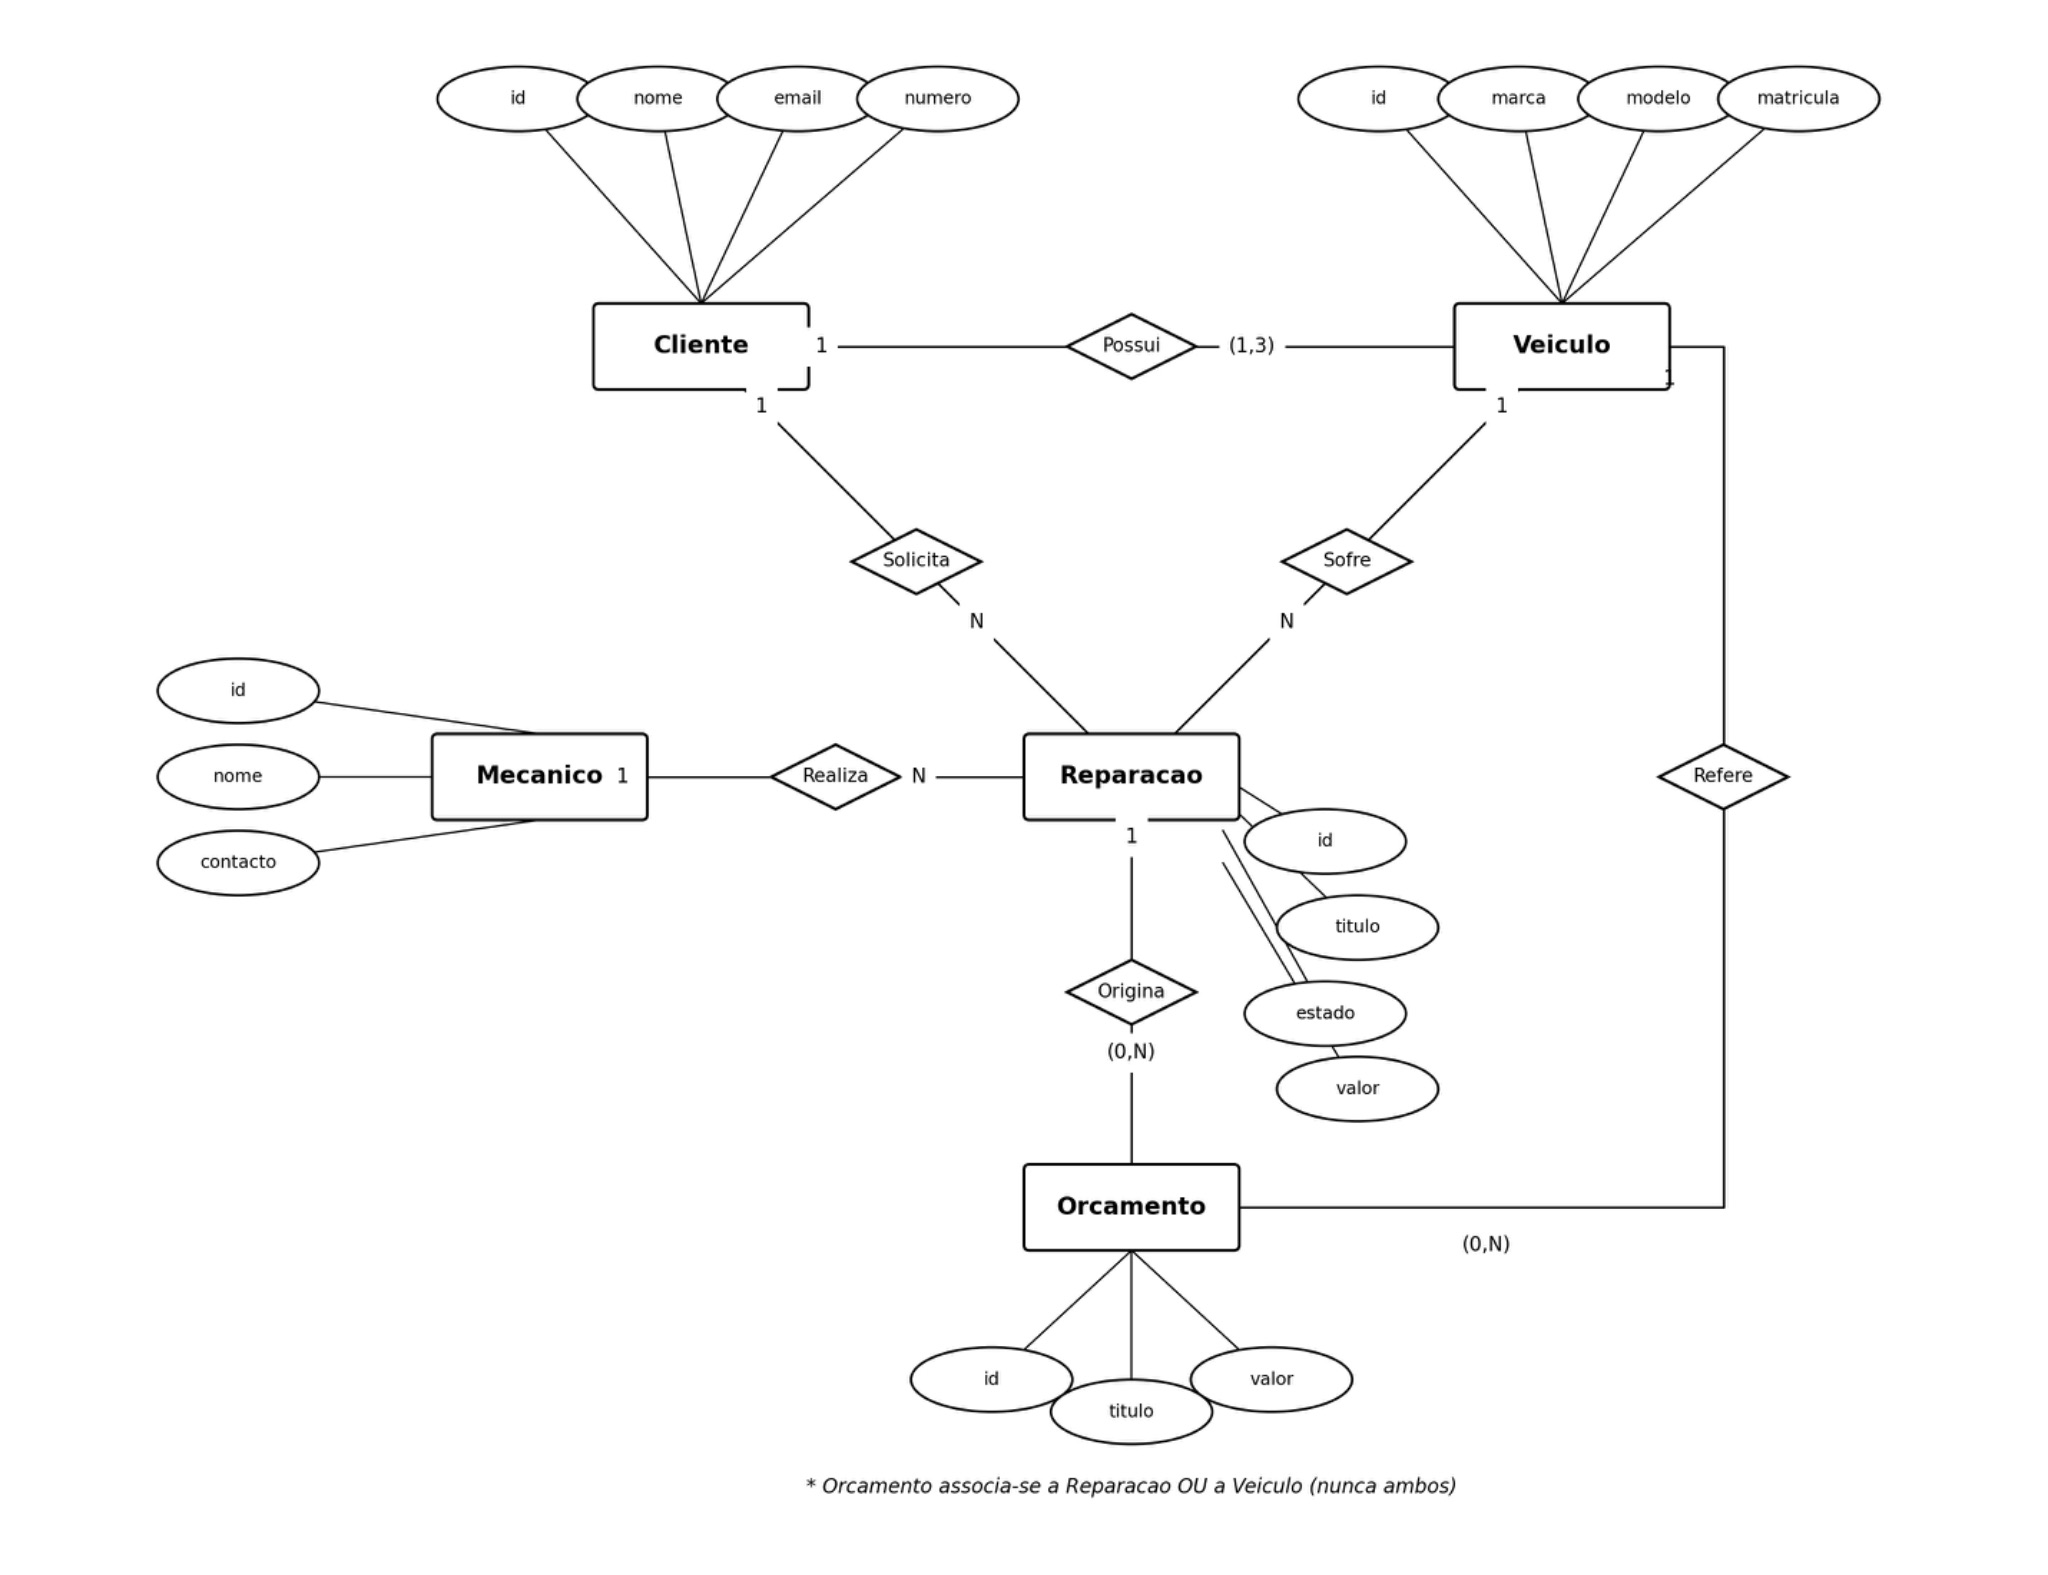 id nome email numero
id marca modelo matricula
Cliente 1 Possui (1,3) Veiculo
1
1 1
Solicita Sofre
N N
id
nome
contacto
Mecanico 1 Realiza N Reparacao
Refere
1
id
titulo
Origina
estado
(0,N)
valor
Orcamento
(0,N)
id
titulo
valor
* Orcamento associa-se a Reparacao OU a Veiculo (nunca ambos)